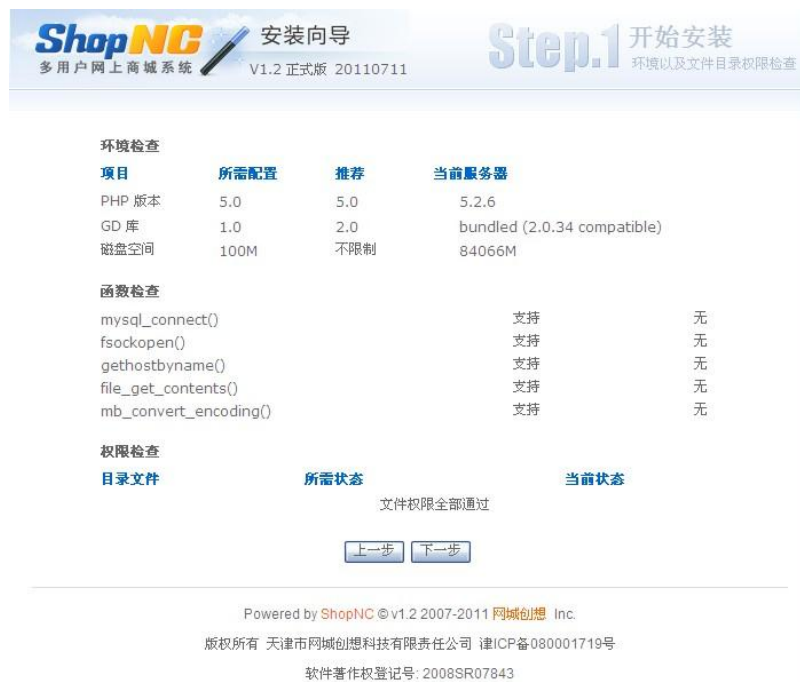 ShopNC 安装向导 Step.1 开始安装
多用户网上商城系统 V1.2 正式版 20110711 环境以及文件目录权限检查
环境检查
项目 所需配置 推荐 当前服务器
PHP 版本 5.0 5.0 5.2.6
GD 库 1.0 2.0 bundled (2.0.34 compatible)
磁盘空间 100M 不限制 84066M
函数检查
mysql_connect() 支持 无
fsockopen() 支持 无
gethostbyname() 支持 无
file_get_contents() 支持 无
mb_convert_encoding() 支持 无
权限检查
目录文件 所需状态 当前状态
文件权限全部通过
上一步 下一步
Powered by ShopNC © v1.2 2007-2011 网城创想 Inc.
版权所有 天津市网城创想科技有限责任公司 津ICP备080001719号
软件著作权登记号: 2008SR07843